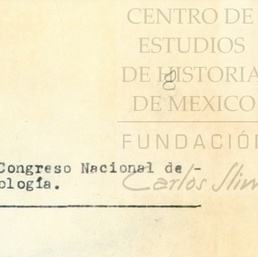 CENTRO DE
ESTUDIOS
DE HISTORIA
DE MEXICO
FUNDACIÓN
Carlos Slim
Congreso Nacional de -
ología.